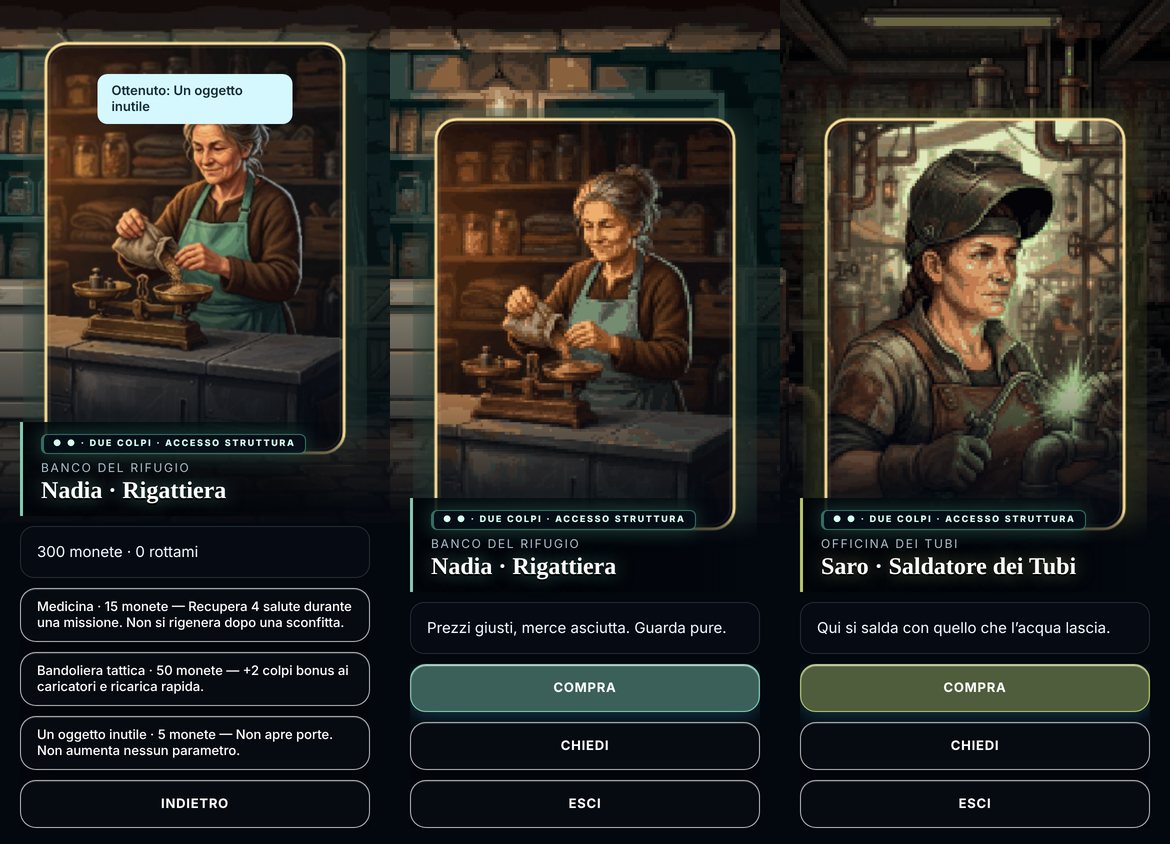 Ottenuto: Un oggetto
inutile
● ● · DUE COLPI · ACCESSO STRUTTURA
BANCO DEL RIFUGIO
Nadia · Rigattiera
300 monete · 0 rottami
Medicina · 15 monete — Recupera 4 salute durante
una missione. Non si rigenera dopo una sconfitta.
Bandoliera tattica · 50 monete — +2 colpi bonus ai
caricatori e ricarica rapida.
Un oggetto inutile · 5 monete — Non apre porte.
Non aumenta nessun parametro.
INDIETRO
● ● · DUE COLPI · ACCESSO STRUTTURA
BANCO DEL RIFUGIO
Nadia · Rigattiera
Prezzi giusti, merce asciutta. Guarda pure.
COMPRA
CHIEDI
ESCI
● ● · DUE COLPI · ACCESSO STRUTTURA
OFFICINA DEI TUBI
Saro · Saldatore dei Tubi
Qui si salda con quello che l’acqua lascia.
COMPRA
CHIEDI
ESCI